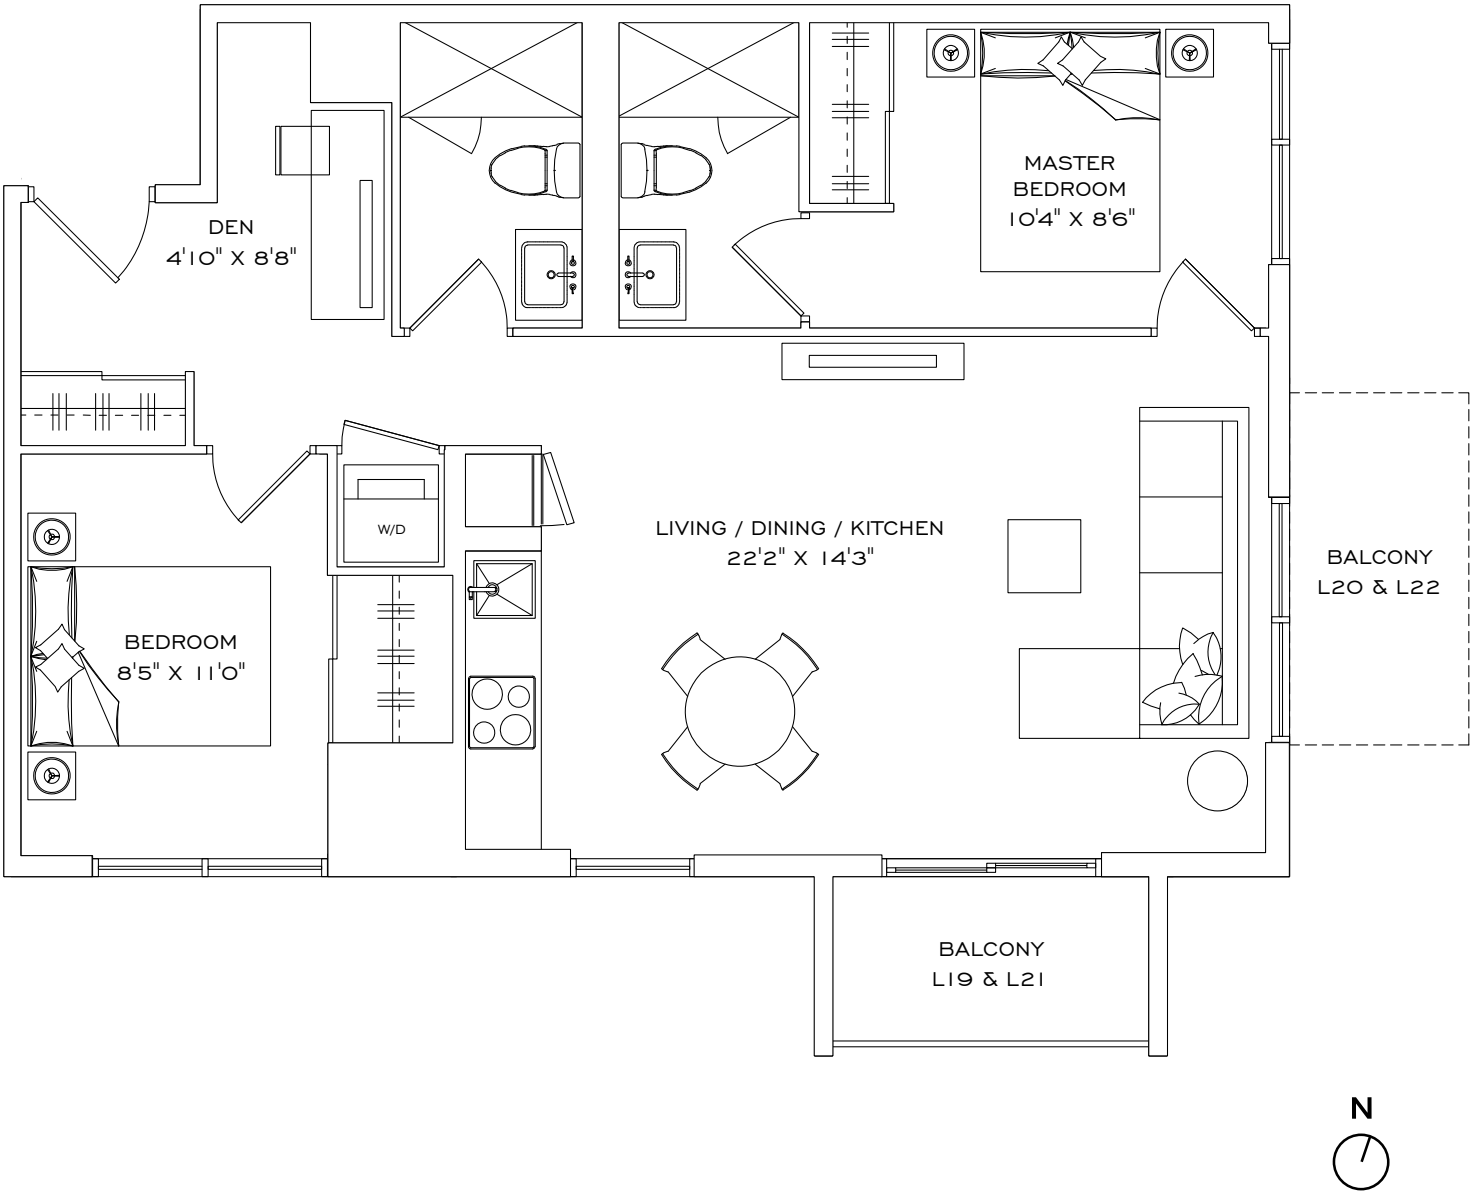 MASTER
BEDROOM
10'4" X 8'6"
DEN
4'10" X 8'8"
LIVING / DINING / KITCHEN
22'2" X 14'3"
W/D
BALCONY
L20 & L22
BEDROOM
8'5" X 11'0"
BALCONY
L19 & L21
N